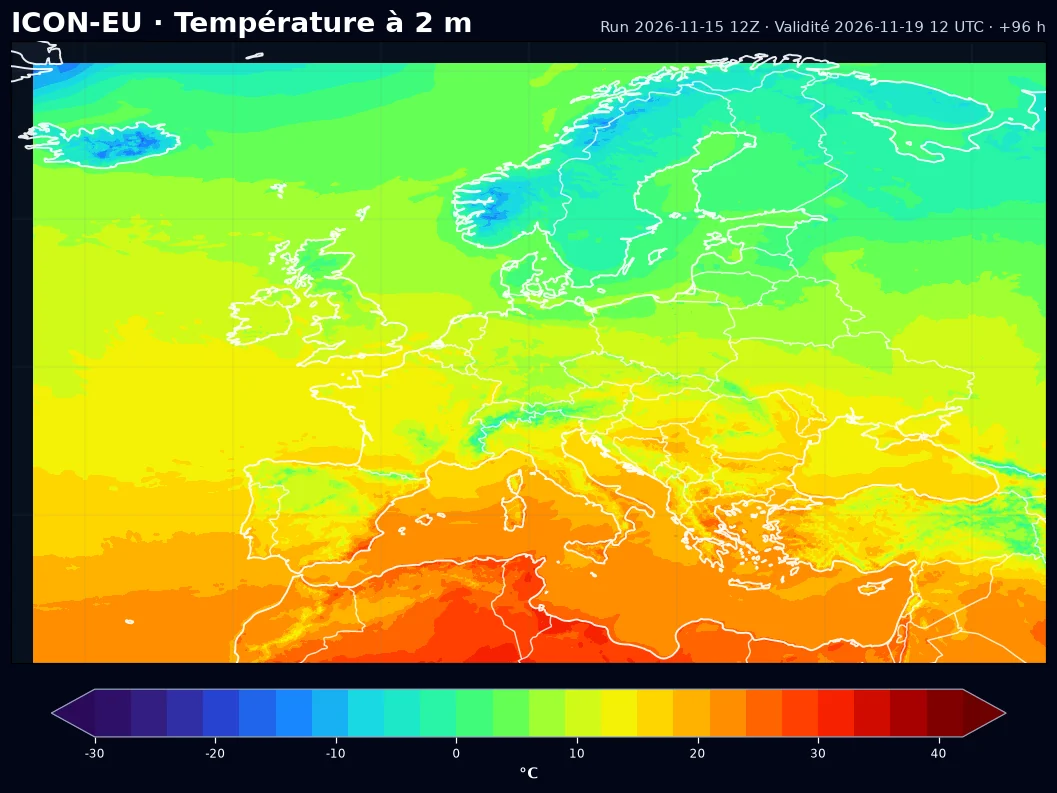 ICON-EU · Température à 2 m
Run 2026-11-15 12Z · Validité 2026-11-19 12 UTC · +96 h
-30 -20 -10 0 10 20 30 40
°C